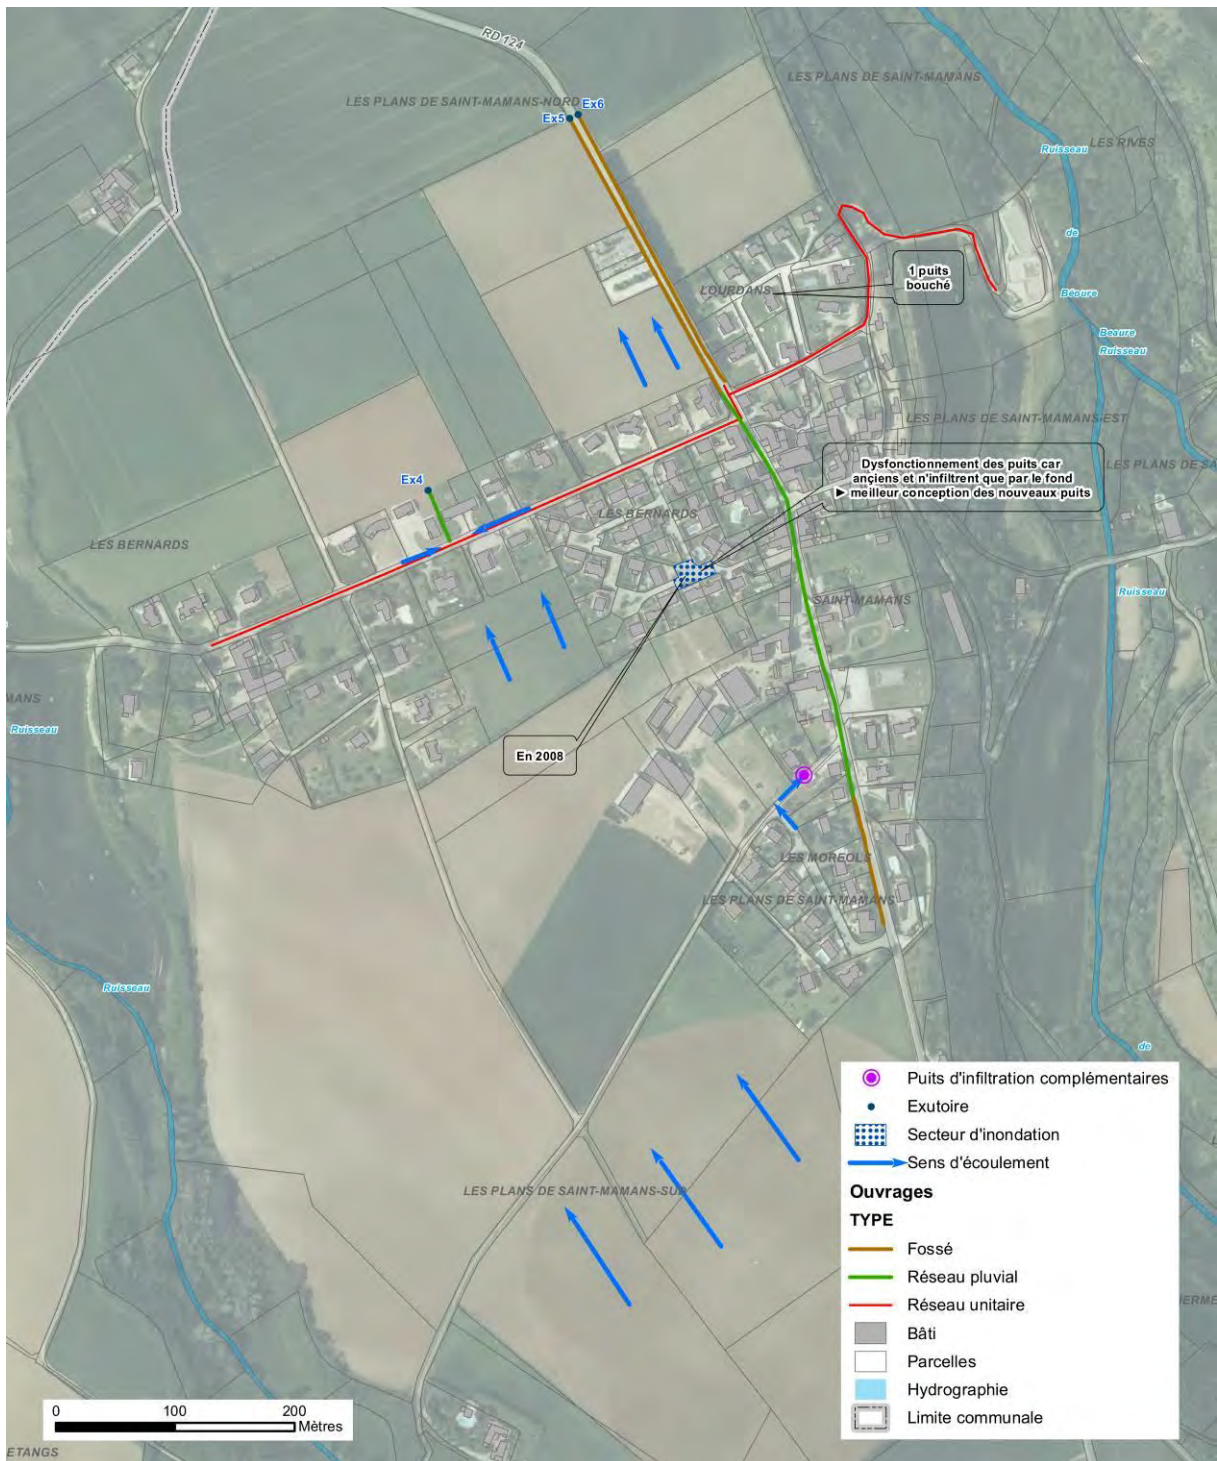 RD 124
LES PLANS DE SAINT-MAMANS
LES PLANS DE SAINT-MAMANS-NORD
Ex6
Ex5
Ruisseau
LES RIVES
de
1 puits
bouché
LOURDANS
Béoure
Beaure
Ruisseau
LES PLANS DE SAINT-MAMANS-EST
Dysfonctionnement des puits car
ançiens et n'infiltrent que par le fond
► meilleur conception des nouveaux puits
LES PLANS DE SA
Ex4
LES BERNARDS
LES BERNARDS
Ruisseau
SAINT-MAMANS
MANS
Ruisseau
En 2008
LES MOREOLS
LES PLANS DE SAINT-MAMANS
Ruisseau
de
LES PLANS DE SAINT-MAMANS-SUD
Puits d'infiltration complémentaires
Exutoire
Secteur d'inondation
Sens d'écoulement
Ouvrages
TYPE
Fossé
Réseau pluvial
Réseau unitaire
Bâti
Parcelles
Hydrographie
Limite communale
HERME
0 100 200
Mètres
ETANGS